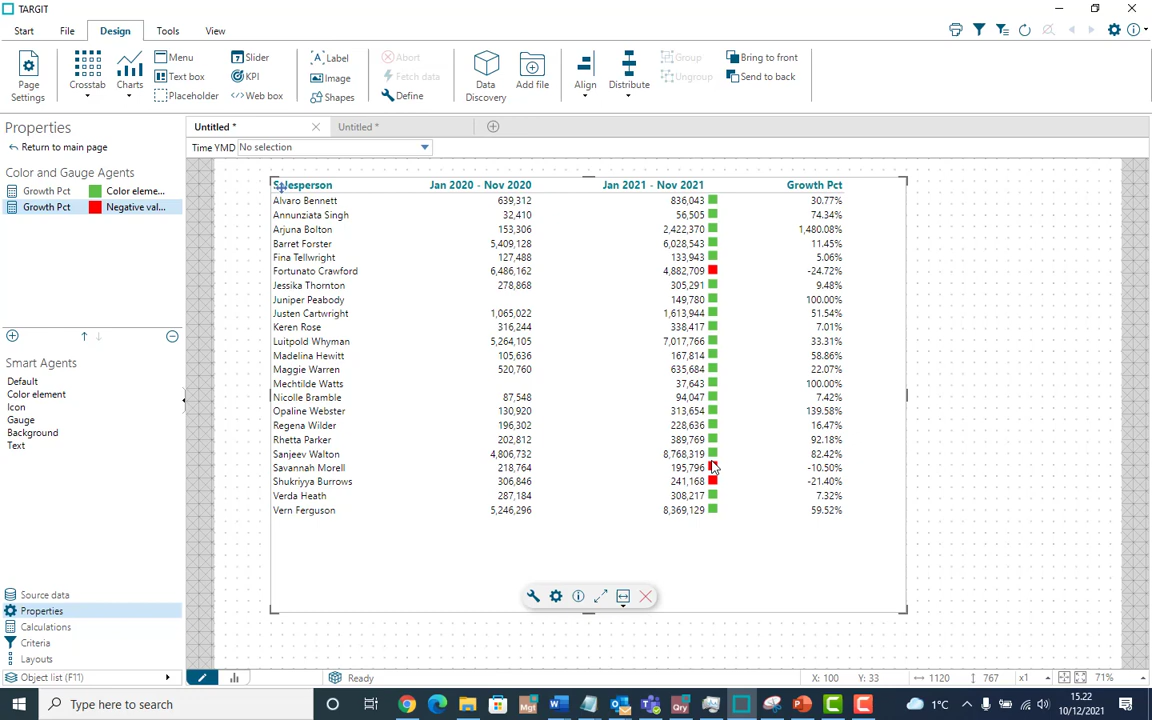 TARGIT
Start File Design Tools View
Page Settings
Crosstab
Charts
Menu
Text box
Placeholder
Slider
KPI
Web box
Label
Image
Shapes
Abort
Fetch data
Define
Data Discovery
Add file
Align
Distribute
Group
Ungroup
Bring to front
Send to back
Properties
Return to main page
Color and Gauge Agents
Growth Pct Color eleme...
Growth Pct Negative val...
Smart Agents
Default
Color element
Icon
Gauge
Background
Text
Source data
Properties
Calculations
Criteria
Layouts
Object list (F11)
Untitled * Untitled *
Time YMD No selection
Salesperson Jan 2020 - Nov 2020 Jan 2021 - Nov 2021 Growth Pct
Alvaro Bennett 639,312 836,043 30.77%
Annunziata Singh 32,410 56,505 74.34%
Arjuna Bolton 153,306 2,422,370 1,480.08%
Barret Forster 5,409,128 6,028,543 11.45%
Fina Tellwright 127,488 133,943 5.06%
Fortunato Crawford 6,486,162 4,882,709 -24.72%
Jessika Thornton 278,868 305,291 9.48%
Juniper Peabody 149,780 100.00%
Justen Cartwright 1,065,022 1,613,944 51.54%
Keren Rose 316,244 338,417 7.01%
Luitpold Whyman 5,264,105 7,017,766 33.31%
Madelina Hewitt 105,636 167,814 58.86%
Maggie Warren 520,760 635,684 22.07%
Mechtilde Watts 37,643 100.00%
Nicolle Bramble 87,548 94,047 7.42%
Opaline Webster 130,920 313,654 139.58%
Regena Wilder 196,302 228,636 16.47%
Rhetta Parker 202,812 389,769 92.18%
Sanjeev Walton 4,806,732 8,768,319 82.42%
Savannah Morell 218,764 195,796 -10.50%
Shukriyya Burrows 306,846 241,168 -21.40%
Verda Heath 287,184 308,217 7.32%
Vern Ferguson 5,246,296 8,369,129 59.52%
Ready X: 100 Y: 33 1120 767 x1 71%
Type here to search
1°C
15.22
10/12/2021